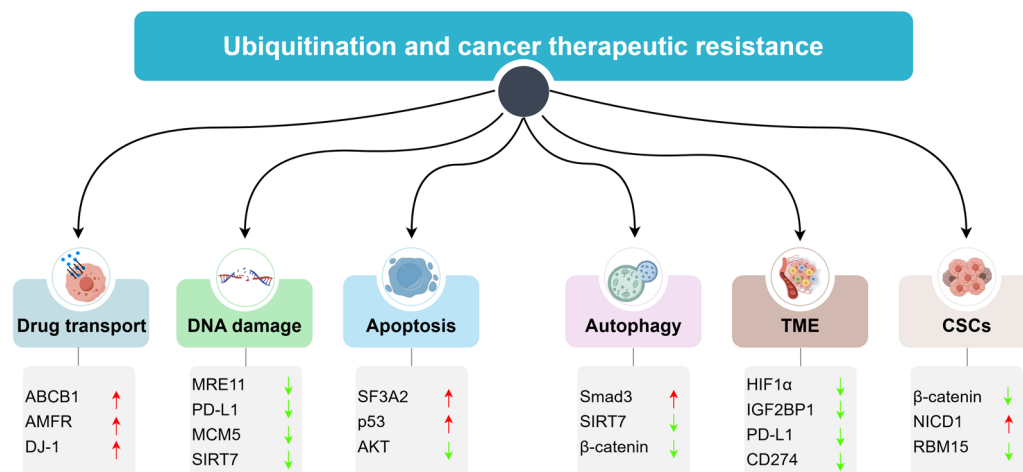 Ubiquitination and cancer therapeutic resistance
Drug transport
DNA damage
Apoptosis
Autophagy
TME
CSCs
ABCB1
AMFR
DJ-1
MRE11
PD-L1
MCM5
SIRT7
SF3A2
p53
AKT
Smad3
SIRT7
β-catenin
HIF1α
IGF2BP1
PD-L1
CD274
β-catenin
NICD1
RBM15